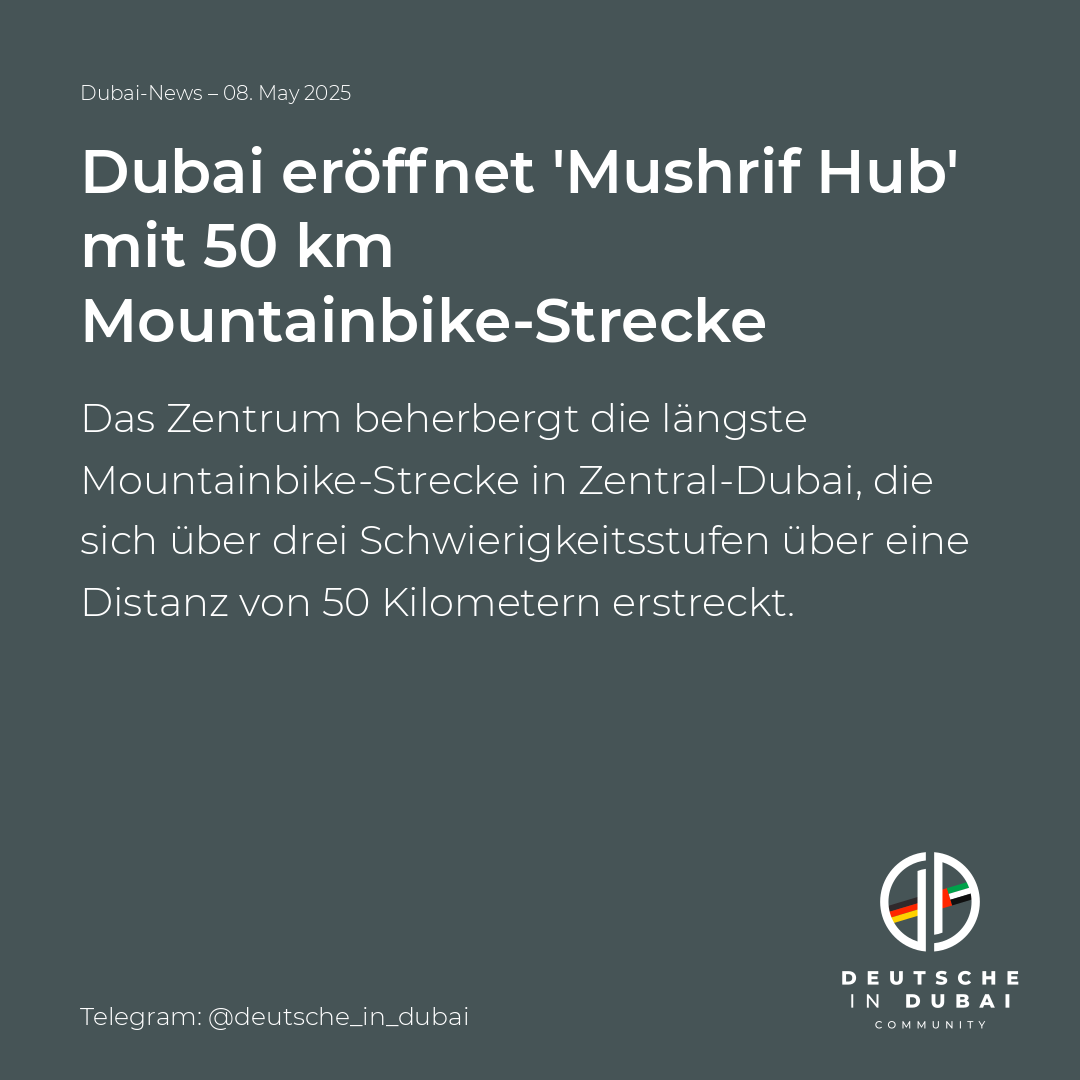 Dubai-News – 08. May 2025
Dubai eröffnet 'Mushrif Hub'
mit 50 km
Mountainbike-Strecke
Das Zentrum beherbergt die längste
Mountainbike-Strecke in Zentral-Dubai, die
sich über drei Schwierigkeitsstufen über eine
Distanz von 50 Kilometern erstreckt.
DEUTSCHE
IN DUBAI
COMMUNITY
Telegram: @deutsche_in_dubai